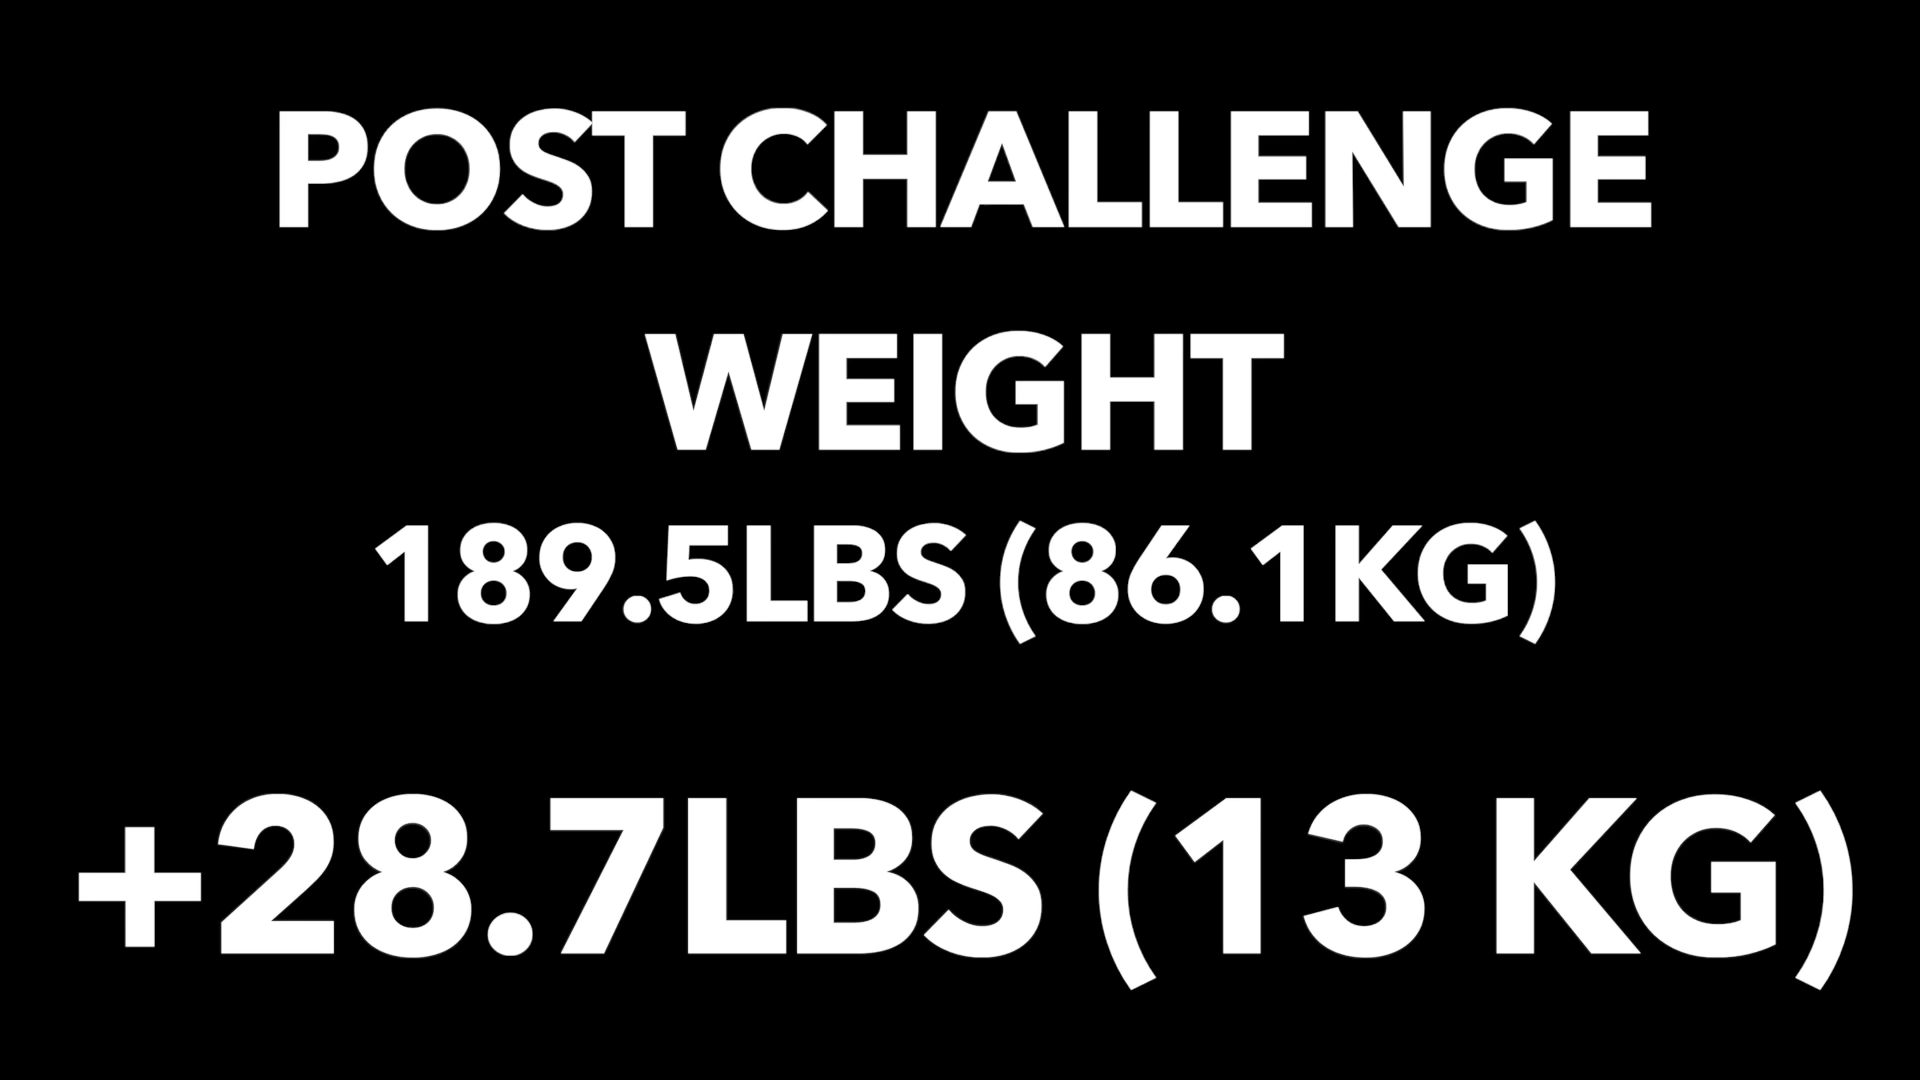 POST CHALLENGE
WEIGHT
189.5LBS (86.1KG)
+28.7LBS (13 KG)